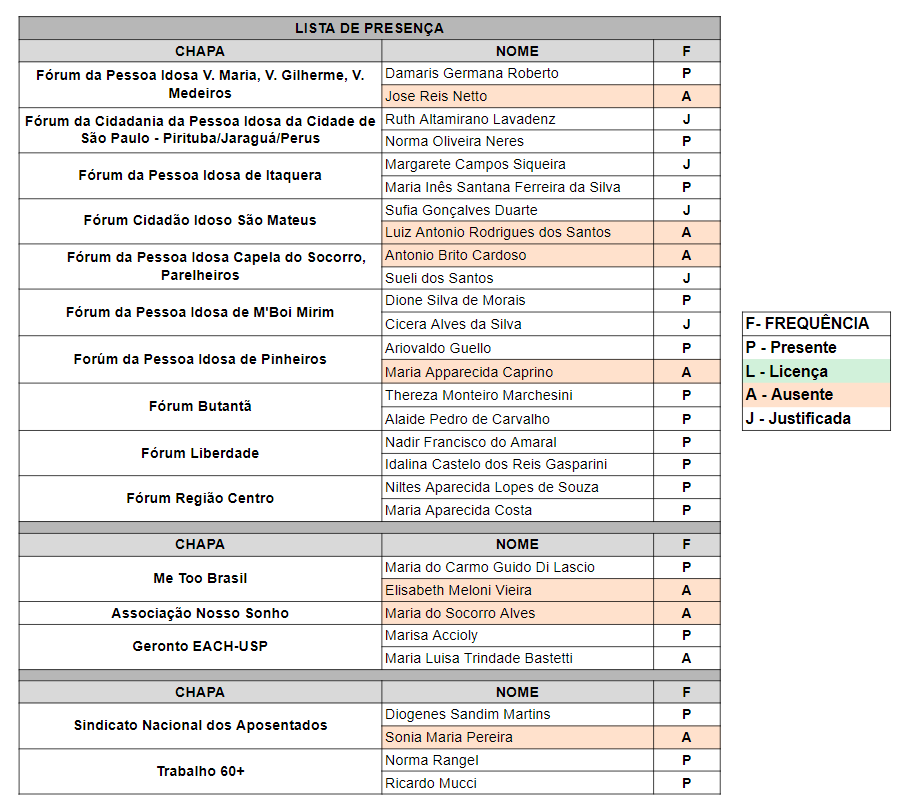 LISTA DE PRESENÇA
CHAPA NOME F
Fórum da Pessoa Idosa V. Maria, V. Gilherme, V.
Medeiros
Damaris Germana Roberto P
Jose Reis Netto A
Fórum da Cidadania da Pessoa Idosa da Cidade de
São Paulo - Pirituba/Jaraguá/Perus
Ruth Altamirano Lavadenz J
Norma Oliveira Neres P
Fórum da Pessoa Idosa de Itaquera
Margarete Campos Siqueira J
Maria Inês Santana Ferreira da Silva P
Fórum Cidadão Idoso São Mateus
Sufia Gonçalves Duarte J
Luiz Antonio Rodrigues dos Santos A
Fórum da Pessoa Idosa Capela do Socorro,
Parelheiros
Antonio Brito Cardoso A
Sueli dos Santos J
Fórum da Pessoa Idosa de M'Boi Mirim
Dione Silva de Morais P
Cicera Alves da Silva J
Forúm da Pessoa Idosa de Pinheiros
Ariovaldo Guello P
Maria Apparecida Caprino A
Fórum Butantã
Thereza Monteiro Marchesini P
Alaide Pedro de Carvalho P
Fórum Liberdade
Nadir Francisco do Amaral P
Idalina Castelo dos Reis Gasparini P
Fórum Região Centro
Niltes Aparecida Lopes de Souza P
Maria Aparecida Costa P
CHAPA NOME F
Me Too Brasil
Maria do Carmo Guido Di Lascio P
Elisabeth Meloni Vieira A
Associação Nosso Sonho Maria do Socorro Alves A
Geronto EACH-USP
Marisa Accioly P
Maria Luisa Trindade Bastetti A
CHAPA NOME F
Sindicato Nacional dos Aposentados
Diogenes Sandim Martins P
Sonia Maria Pereira A
Trabalho 60+
Norma Rangel P
Ricardo Mucci P
F- FREQUÊNCIA
P - Presente
L - Licença
A - Ausente
J - Justificada